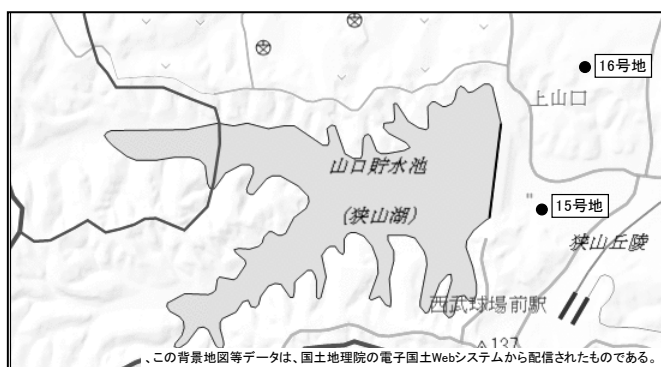 16号地
上山口
山口貯水池
(狭山湖)
15号地
狭山丘陵
西武球場前駅
137
、この背景地図等データは、国土地理院の電子国土Webシステムから配信されたものである。